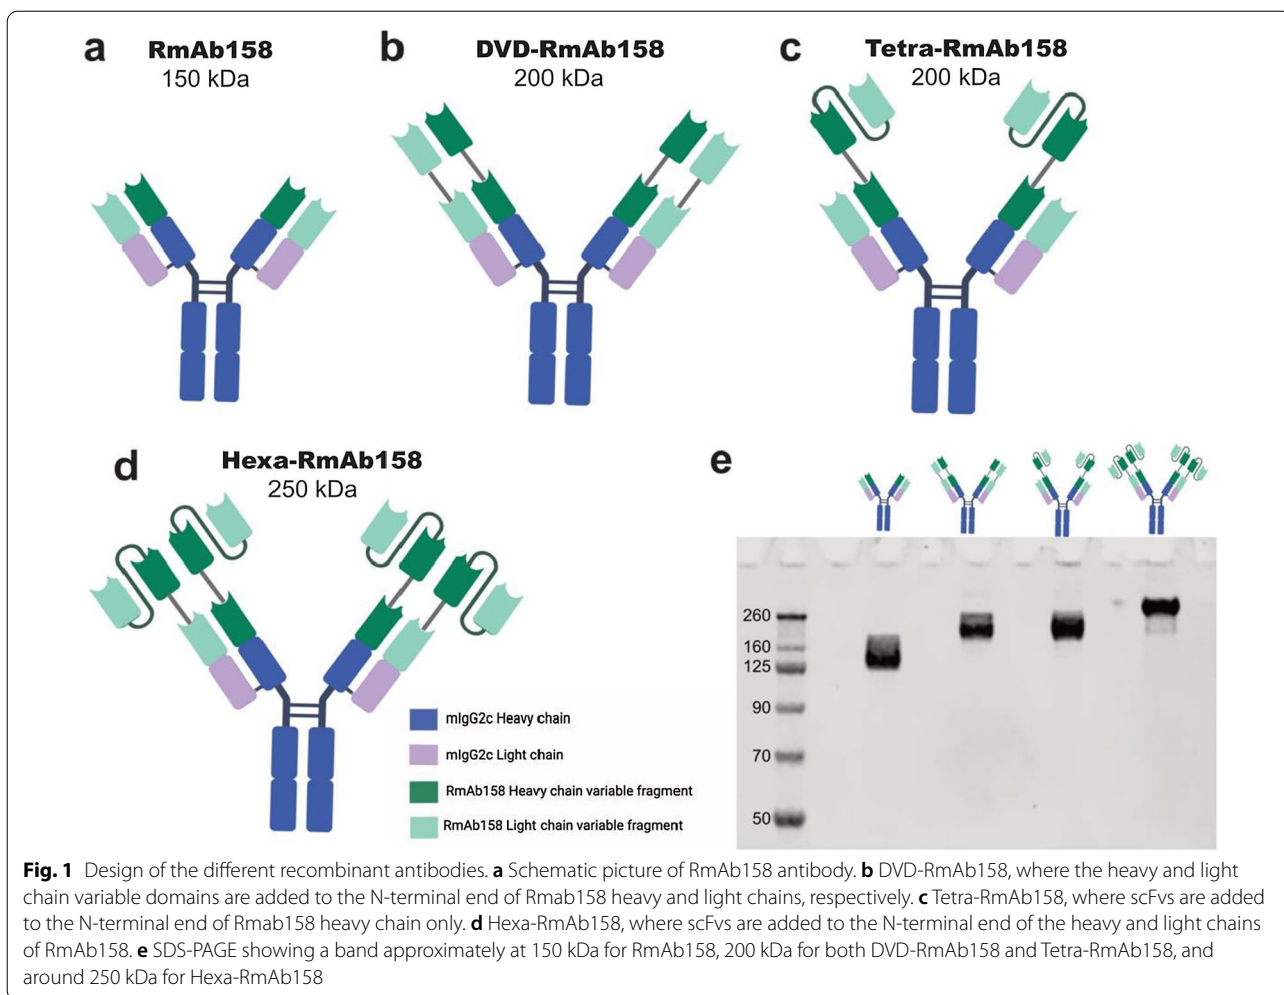 a
RmAb158
150 kDa
b
DVD-RmAb158
200 kDa
c
Tetra-RmAb158
200 kDa
d
Hexa-RmAb158
250 kDa
mIgG2c Heavy chain
mIgG2c Light chain
RmAb158 Heavy chain variable fragment
RmAb158 Light chain variable fragment
e
260
160
125
90
70
50
Fig. 1 Design of the different recombinant antibodies. a Schematic picture of RmAb158 antibody. b DVD-RmAb158, where the heavy and light
chain variable domains are added to the N-terminal end of Rmab158 heavy and light chains, respectively. c Tetra-RmAb158, where scFvs are added
to the N-terminal end of Rmab158 heavy chain only. d Hexa-RmAb158, where scFvs are added to the N-terminal end of the heavy and light chains
of RmAb158. e SDS-PAGE showing a band approximately at 150 kDa for RmAb158, 200 kDa for both DVD-RmAb158 and Tetra-RmAb158, and
around 250 kDa for Hexa-RmAb158